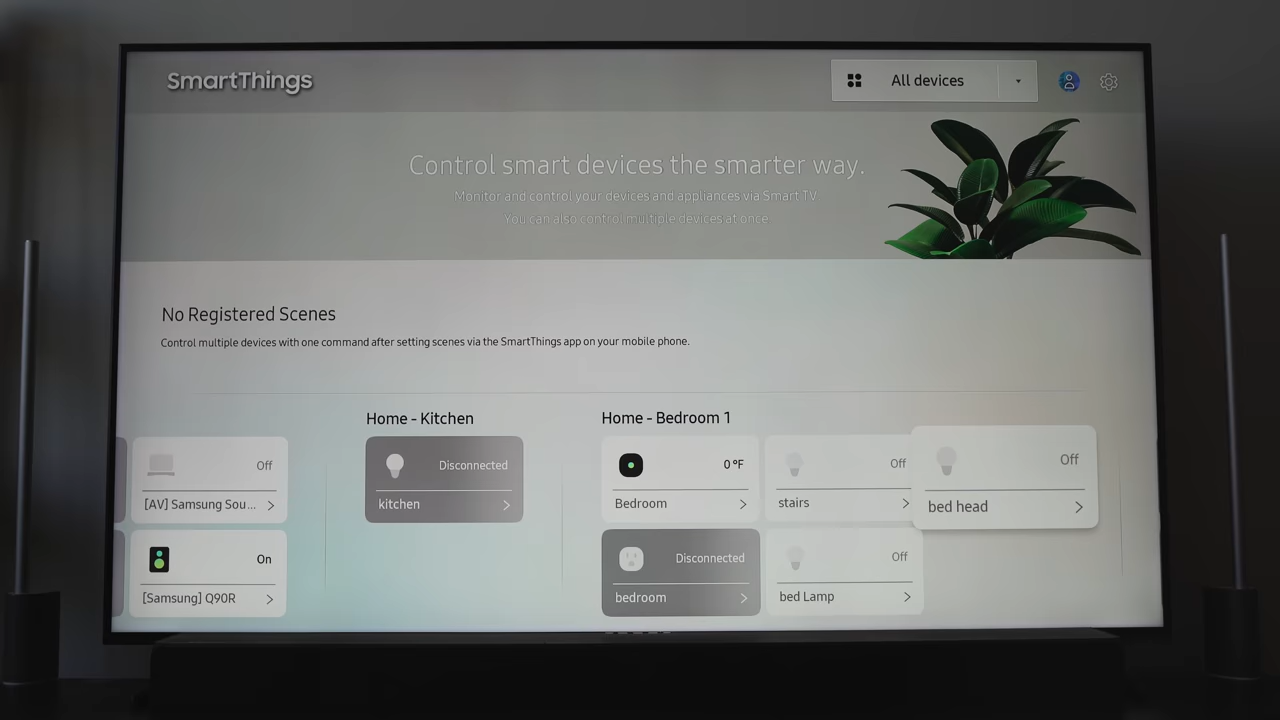 SmartThings
All devices
Control smart devices the smarter way.
Monitor and control your devices and appliances via Smart TV
You can also control multiple devices at once
No Registered Scenes
Control multiple devices with one command after setting scenes via the SmartThings app on your mobile phone.
Home - Kitchen
Home - Bedroom 1
Off
[AV] Samsung Sou...
Disconnected
kitchen
0 °F
Bedroom
Off
stairs
Off
bed head
On
[Samsung] Q90R
Disconnected
bedroom
Off
bed Lamp